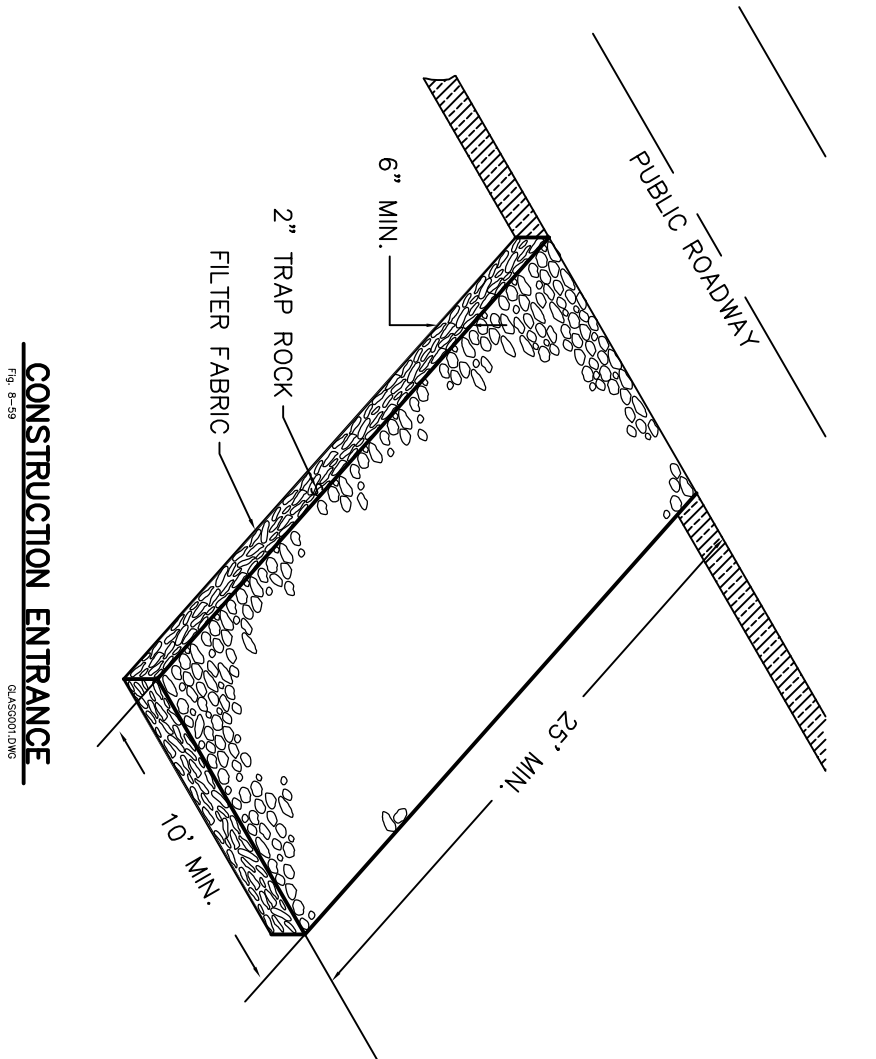 PUBLIC ROADWAY
6” MIN.
2” TRAP ROCK
FILTER FABRIC
25’ MIN.
10’ MIN.
CONSTRUCTION ENTRANCE
Fig. 8–59
GLASG001.DWG